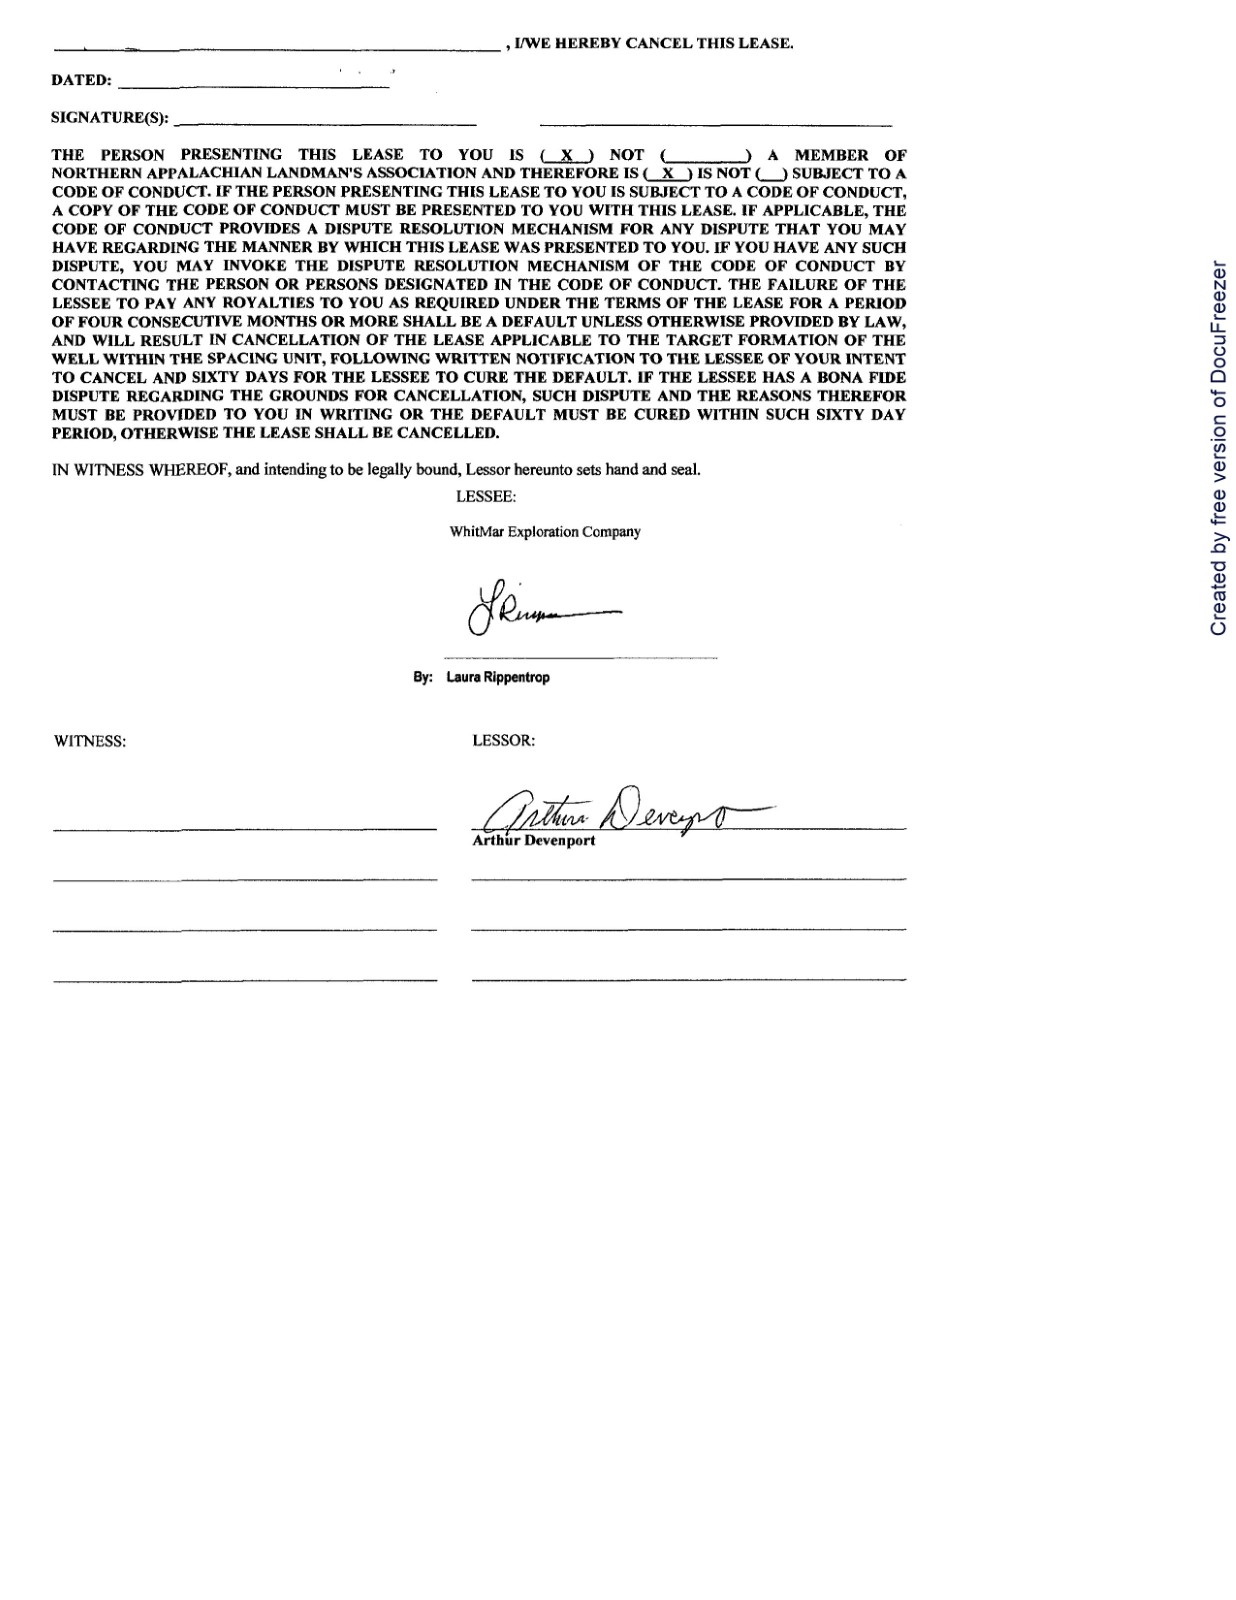 , I/WE HEREBY CANCEL THIS LEASE.
DATED:
SIGNATURE(S):
THE PERSON PRESENTING THIS LEASE TO YOU IS ( X ) NOT ( ) A MEMBER OF
NORTHERN APPALACHIAN LANDMAN'S ASSOCIATION AND THEREFORE IS ( X ) IS NOT ( ) SUBJECT TO A
CODE OF CONDUCT. IF THE PERSON PRESENTING THIS LEASE TO YOU IS SUBJECT TO A CODE OF CONDUCT,
A COPY OF THE CODE OF CONDUCT MUST BE PRESENTED TO YOU WITH THIS LEASE. IF APPLICABLE, THE
CODE OF CONDUCT PROVIDES A DISPUTE RESOLUTION MECHANISM FOR ANY DISPUTE THAT YOU MAY
HAVE REGARDING THE MANNER BY WHICH THIS LEASE WAS PRESENTED TO YOU. IF YOU HAVE ANY SUCH
DISPUTE, YOU MAY INVOKE THE DISPUTE RESOLUTION MECHANISM OF THE CODE OF CONDUCT BY
CONTACTING THE PERSON OR PERSONS DESIGNATED IN THE CODE OF CONDUCT. THE FAILURE OF THE
LESSEE TO PAY ANY ROYALTIES TO YOU AS REQUIRED UNDER THE TERMS OF THE LEASE FOR A PERIOD
OF FOUR CONSECUTIVE MONTHS OR MORE SHALL BE A DEFAULT UNLESS OTHERWISE PROVIDED BY LAW,
AND WILL RESULT IN CANCELLATION OF THE LEASE APPLICABLE TO THE TARGET FORMATION OF THE
WELL WITHIN THE SPACING UNIT, FOLLOWING WRITTEN NOTIFICATION TO THE LESSEE OF YOUR INTENT
TO CANCEL AND SIXTY DAYS FOR THE LESSEE TO CURE THE DEFAULT. IF THE LESSEE HAS A BONA FIDE
DISPUTE REGARDING THE GROUNDS FOR CANCELLATION, SUCH DISPUTE AND THE REASONS THEREFOR
MUST BE PROVIDED TO YOU IN WRITING OR THE DEFAULT MUST BE CURED WITHIN SUCH SIXTY DAY
PERIOD, OTHERWISE THE LEASE SHALL BE CANCELLED.
IN WITNESS WHEREOF, and intending to be legally bound, Lessor hereunto sets hand and seal.
LESSEE:
WhitMar Exploration Company
By: Laura Rippentrop
WITNESS:
LESSOR:
Arthur Devenport
Created by free version of DocuFreezer